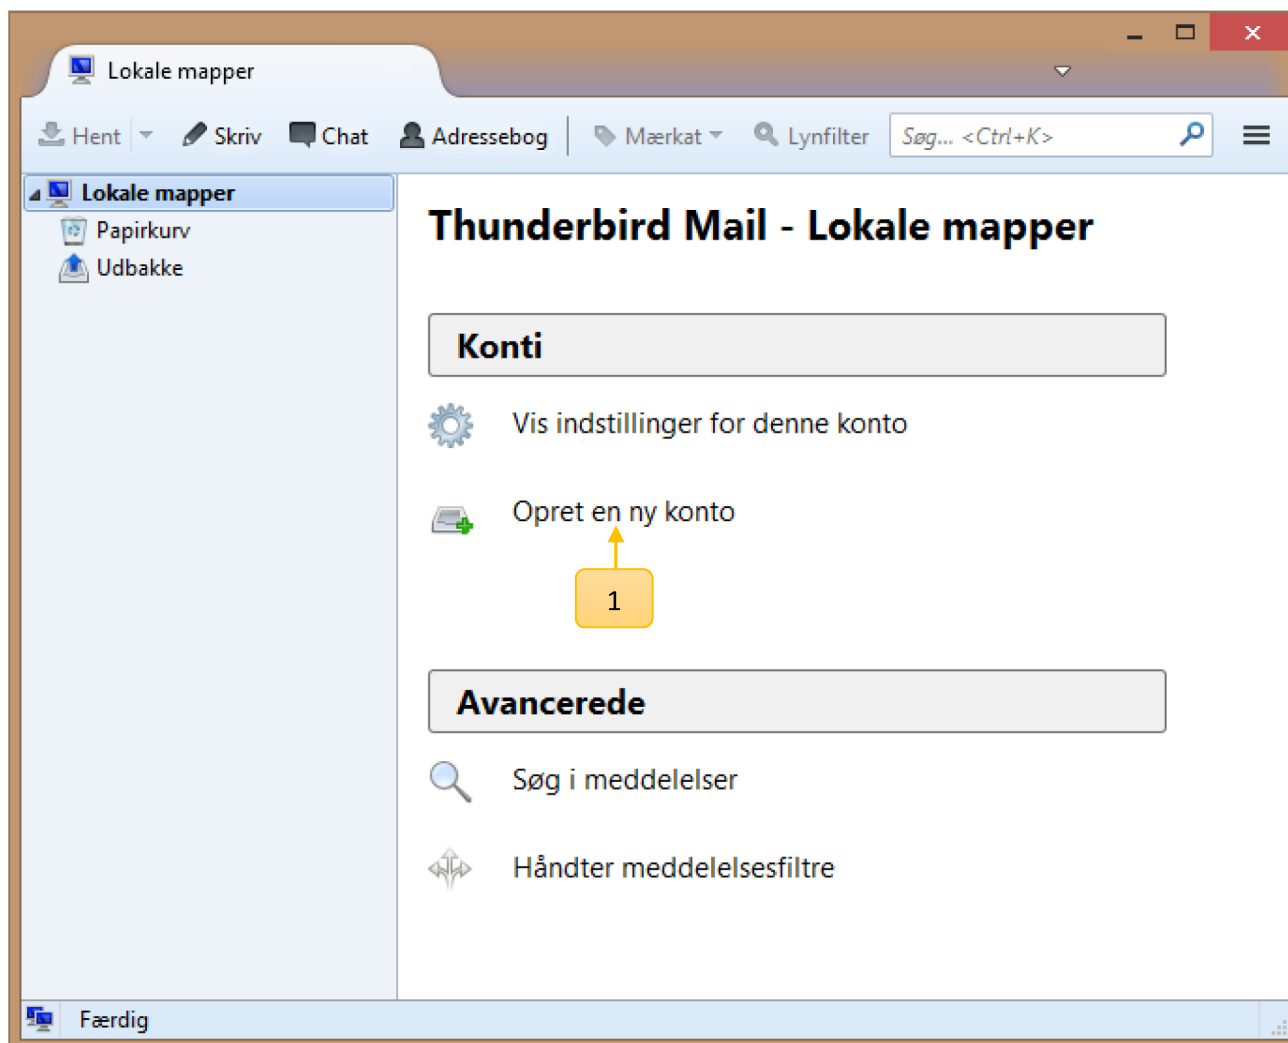 Lokale mapper
Hent Skriv Chat Adressebog Mærkat Lynfilter Søg... <Ctrl+K>
Lokale mapper
Papirkurv
Udbakke
Thunderbird Mail - Lokale mapper
Konti
Vis indstillinger for denne konto
Opret en ny konto
1
Avancerede
Søg i meddelelser
Håndter meddelelsesfiltre
Færdig